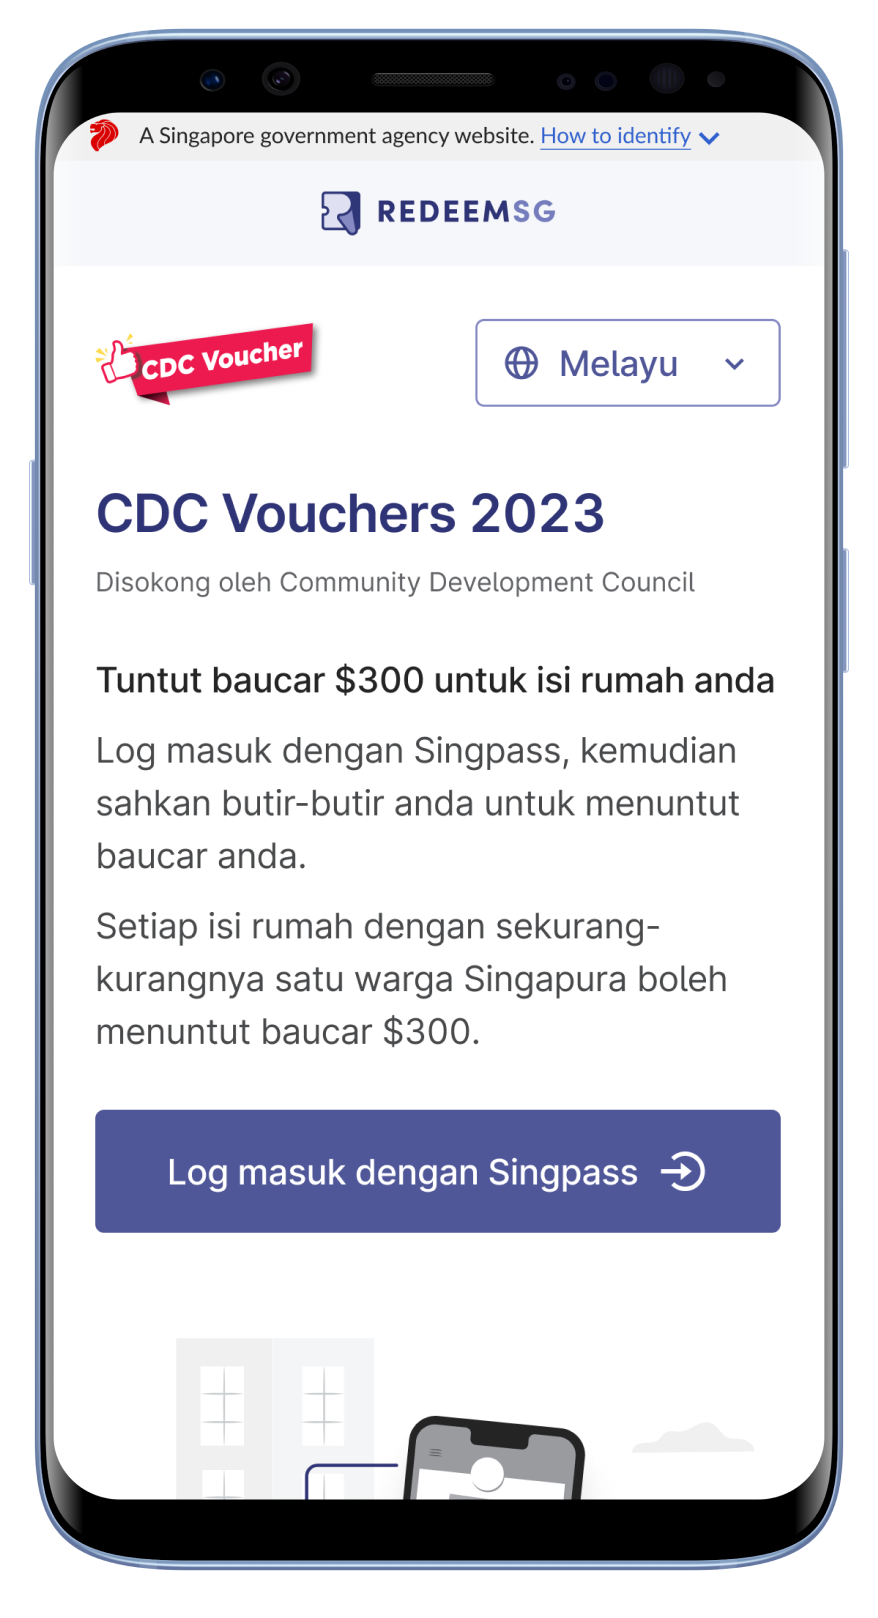 A Singapore government agency website. How to identify
REDEEMSG
CDC Voucher
Melayu
CDC Vouchers 2023
Disokong oleh Community Development Council
Tuntut baucar $300 untuk isi rumah anda
Log masuk dengan Singpass, kemudian
sahkan butir-butir anda untuk menuntut
baucar anda.
Setiap isi rumah dengan sekurang-
kurangnya satu warga Singapura boleh
menuntut baucar $300.
Log masuk dengan Singpass